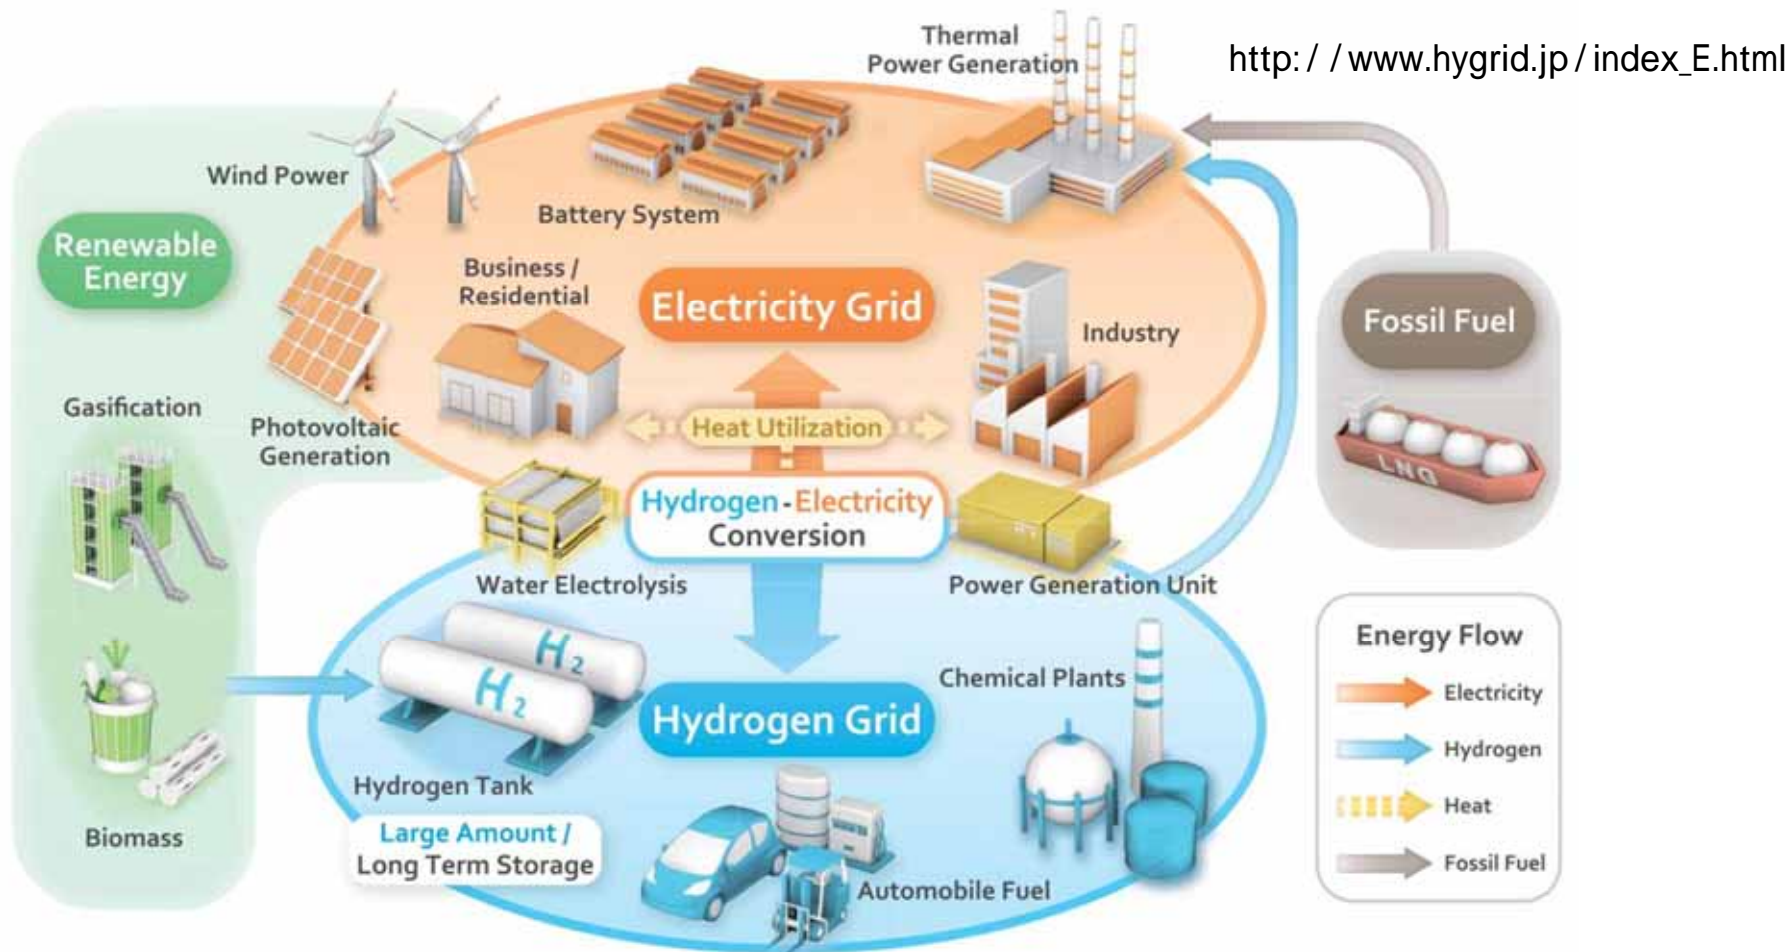 Thermal
Power Generation
http://www.hygrid.jp/index_E.html
Wind Power
Battery System
Renewable
Energy
Business /
Residential
Electricity Grid
Industry
Fossil Fuel
Gasification
Photovoltaic
Generation
Heat Utilization
LNG
Hydrogen-Electricity
Conversion
Water Electrolysis
Power Generation Unit
H2
H2
Chemical Plants
Hydrogen Grid
Hydrogen Tank
Large Amount /
Long Term Storage
Biomass
Automobile Fuel
Energy Flow
Electricity
Hydrogen
Heat
Fossil Fuel